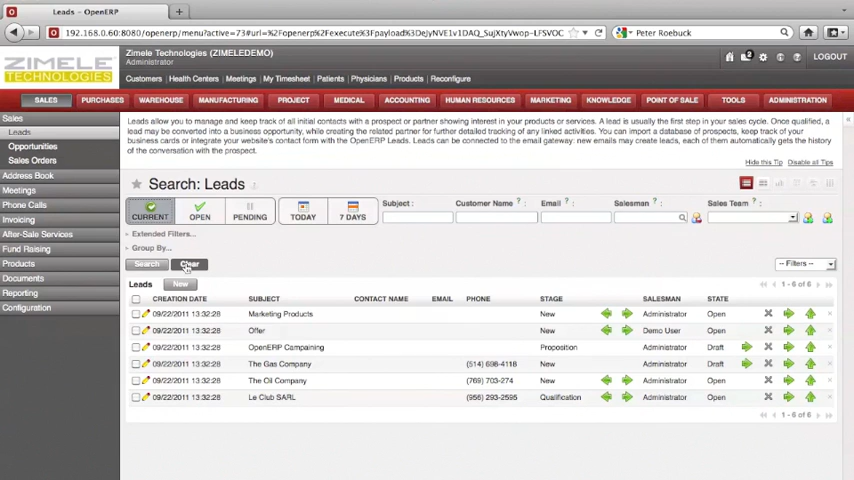 Leads - OpenERP
192.168.0.60:8080/openerp/menu?active=73#url=%2Fopenerp%2Fexecute%3Fpayload%3DeJyNVE1v1DAQ_SujXtyVwop-LFSVOC
Peter Roebuck
ZIMELE TECHNOLOGIES
Zimele Technologies (ZIMELEDEMO)
Administrator
2
LOGOUT
Customers Health Centers Meetings My Timesheet Patients Physicians Products Reconfigure
SALES PURCHASES WAREHOUSE MANUFACTURING PROJECT MEDICAL ACCOUNTING HUMAN RESOURCES MARKETING KNOWLEDGE POINT OF SALE TOOLS ADMINISTRATION
Sales
Leads
Opportunities
Sales Orders
Address Book
Meetings
Phone Calls
Invoicing
After-Sale Services
Fund Raising
Products
Documents
Reporting
Configuration
Leads allow you to manage and keep track of all initial contacts with a prospect or partner showing interest in your products or services. A lead is usually the first step in your sales cycle. Once qualified, a
lead may be converted into a business opportunity, while creating the related partner for further detailed tracking of any linked activities. You can import a database of prospects, keep track of your
business cards or integrate your website's contact form with the OpenERP Leads. Leads can be connected to the email gateway: new emails may create leads, each of them automatically gets the history
of the conversation with the prospect.
Hide this Tip Disable all Tips
Search: Leads
CURRENT OPEN PENDING TODAY 7 DAYS
Subject : Customer Name ? : Email ? : Salesman ? : Sales Team ? :
Extended Filters...
Group By...
Search Clear
-- Filters --
Leads New
1 - 6 of 6
CREATION DATE SUBJECT CONTACT NAME EMAIL PHONE STAGE SALESMAN STATE
09/22/2011 13:32:28 Marketing Products New Administrator Open
09/22/2011 13:32:28 Offer New Demo User Open
09/22/2011 13:32:28 OpenERP Campaining Proposition Administrator Draft
09/22/2011 13:32:28 The Gas Company (514) 698-4118 New Administrator Draft
09/22/2011 13:32:28 The Oil Company (769) 703-274 New Administrator Open
09/22/2011 13:32:28 Le Club SARL (956) 293-2595 Qualification Administrator Open
1 - 6 of 6